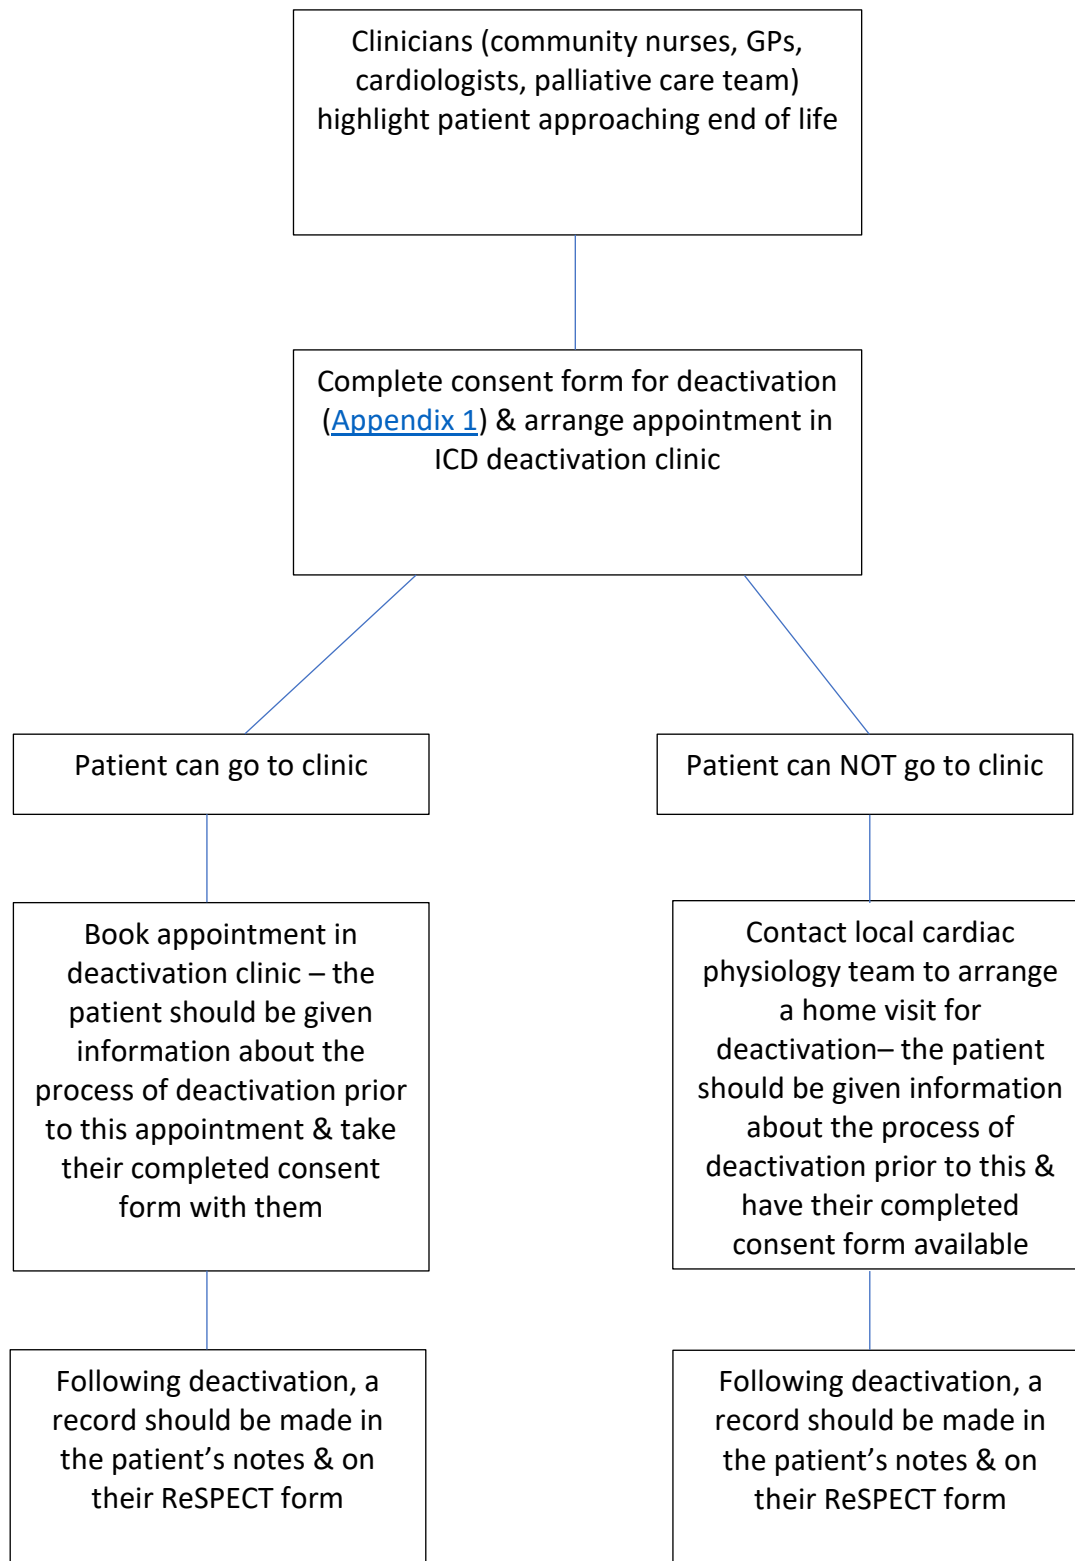 Clinicians (community nurses, GPs,
cardiologists, palliative care team)
highlight patient approaching end of life
Complete consent form for deactivation
(Appendix 1) & arrange appointment in
ICD deactivation clinic
Patient can go to clinic
Patient can NOT go to clinic
Book appointment in
deactivation clinic – the
patient should be given
information about the
process of deactivation prior
to this appointment & take
their completed consent
form with them
Contact local cardiac
physiology team to arrange
a home visit for
deactivation– the patient
should be given information
about the process of
deactivation prior to this &
have their completed
consent form available
Following deactivation, a
record should be made in
the patient’s notes & on
their ReSPECT form
Following deactivation, a
record should be made in
the patient’s notes & on
their ReSPECT form